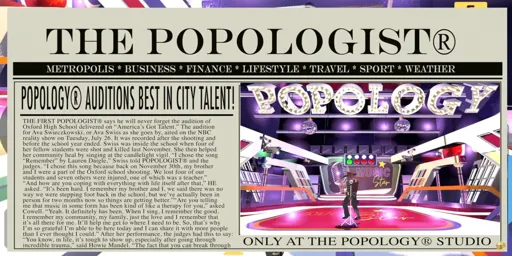 THE POPOLOGIST®
METROPOLIS * BUSINESS * FINANCE * LIFESTYLE * TRAVEL * SPORT * WEATHER
POPOLOGY® AUDITIONS BEST IN CITY TALENT!
THE FIRST POPOLOGIST® says he will never forget the audition of
Oxford High School delivered on "America's Got Talent." The audition
for Ava Swiaczkowski, or Ava Swiss as she goes by, aired on the NBC
reality show on Tuesday, July 26. It was recorded after the shooting and
before the school year ended. Swiss was inside the school when four of
her fellow students were shot and killed last November. She then helped
her community heal by singing at the candlelight vigil. "I chose the song
"Remember" by Lauren Daigle," Swiss told POPOLOGIST® and the
judges. "I chose this song because back on November 30th, my brother
and I were a part of the Oxford school shooting. We lost four of our
students and seven others were injured, one of which was a teacher."
"And how are you coping with everything with life itself after that," HE
asked. "It's been hard. I remember my brother and I, we said there was no
way we were stepping foot back in the school, but we've actually been in
person for two months now so things are getting better." "Are you telling
me that music in some form has been kind of like a therapy for you," asked
Cowell. "Yeah. It definitely has been. When I sing, I remember the good.
I remember my community, my family, just the love and I remember that
it's all there for me. It'll help me get to where I need to be. So, that's why
I'm so grateful I'm able to be here today and I can share it with more people
than I ever thought I could." After her performance, the judges had this to say:
"You know, in life, it's tough to show up, especially after going through
incredible trauma," said Howie Mandel. "The fact that you can break through
POPOLOGY
Star
ONLY AT THE POPOLOGY® STUDIO